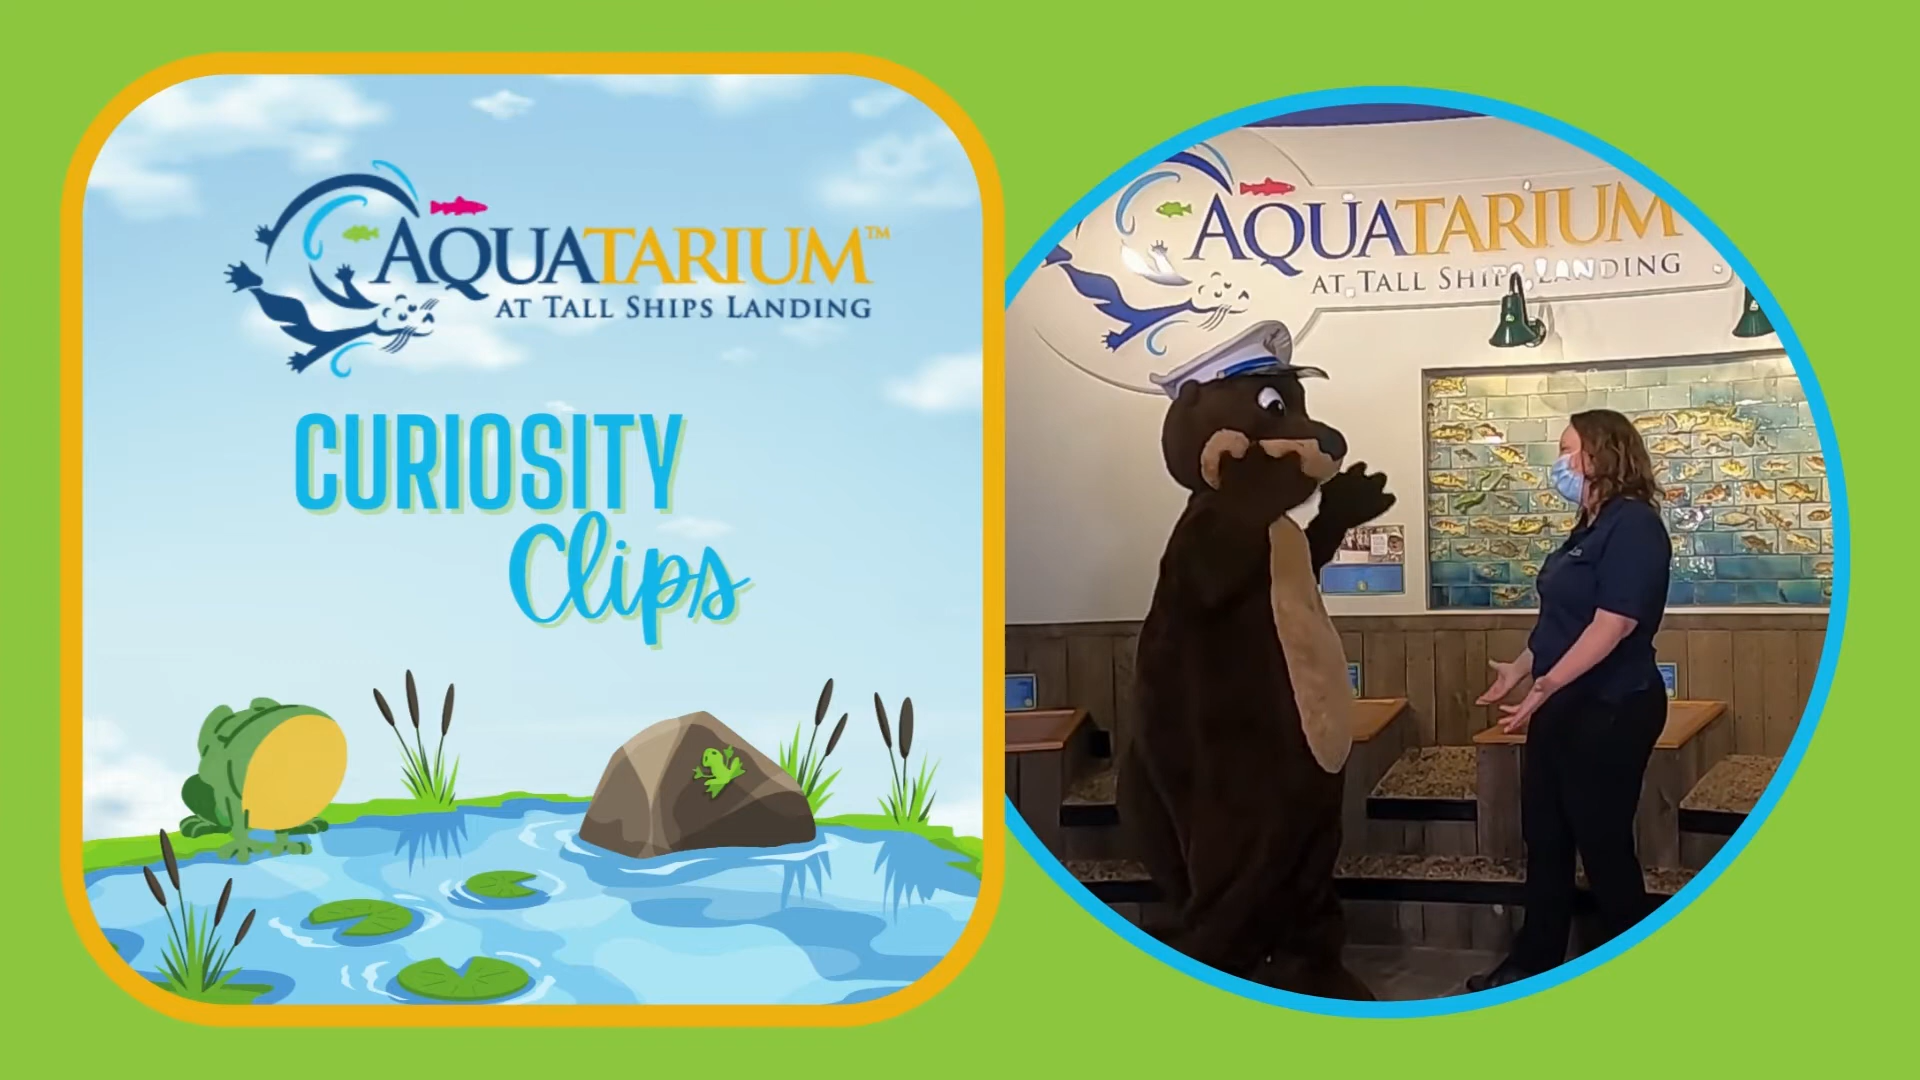 AQUATARIUM™
AT TALL SHIPS LANDING
CURIOSITY
Clips
AQUATARIUM
AT TALL SHIPS LANDING